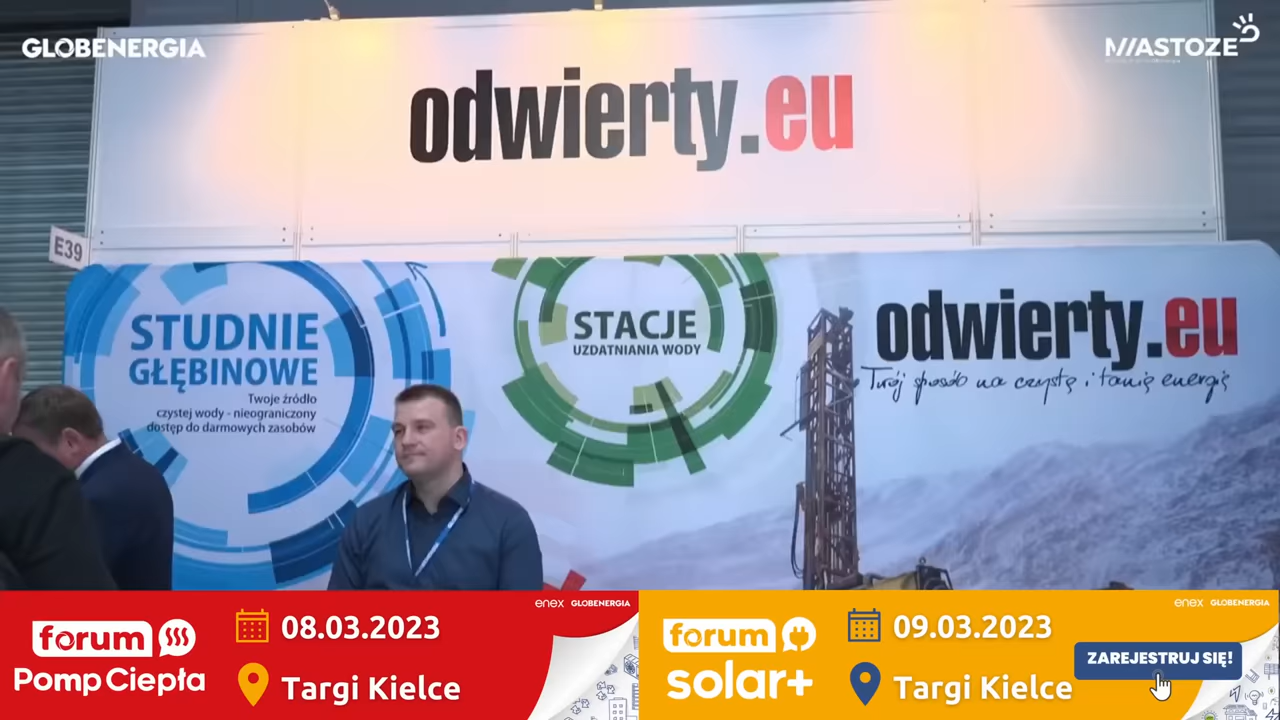 GLOBENERGIA
MIASTOZE
odwierty.eu
E39
STUDNIE
GŁĘBINOWE
Twoje źródło
czystej wody - nieograniczony
dostęp do darmowych zasobów
STACJE
UZDATNIANIA WODY
odwierty.eu
Twój sposób na czystą i tanią energię
enex GLOBENERGIA
forum
Pomp Ciepła
08.03.2023
Targi Kielce
enex GLOBENERGIA
forum
solar+
09.03.2023
Targi Kielce
ZAREJESTRUJ SIĘ!